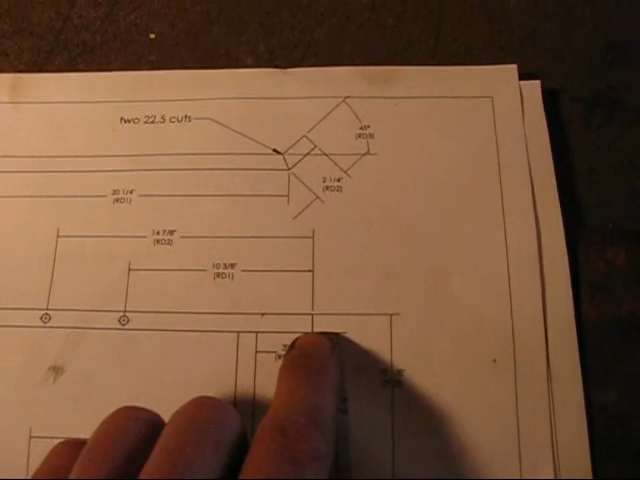 two 22.5 cuts
45°
(RD3)
2 1/4"
(RD2)
20 1/4"
(RD1)
14 7/8"
(RD2)
10 3/8"
(RD1)